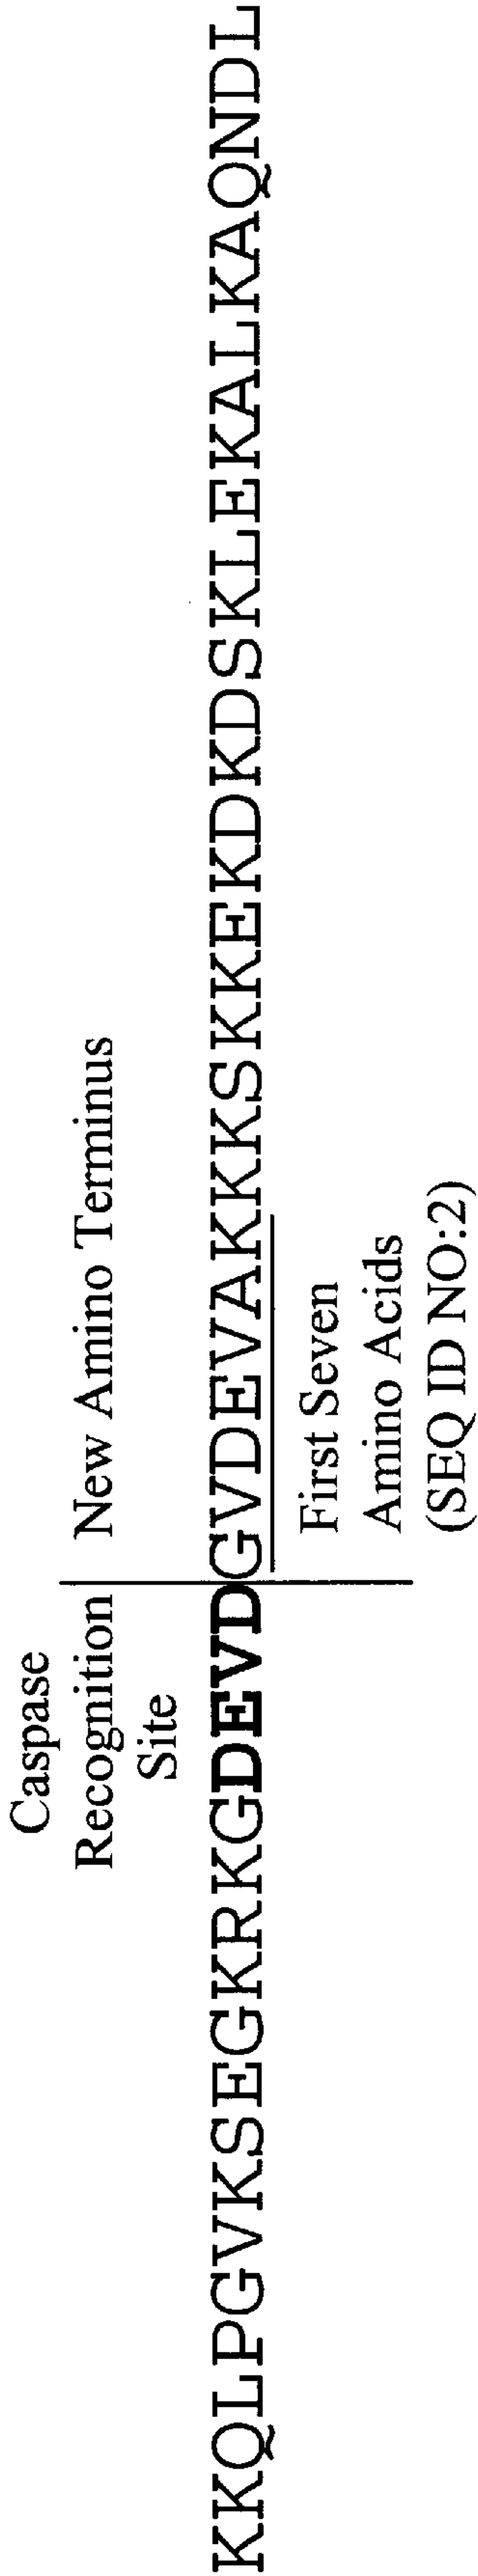 Caspase
Recognition New Amino Terminus
Site
KKQLPGVKSEGKRKGDEVDGVDEVAKKKSKKEKDKDSKLEKALKAQNDL
First Seven
Amino Acids
(SEQ ID NO:2)